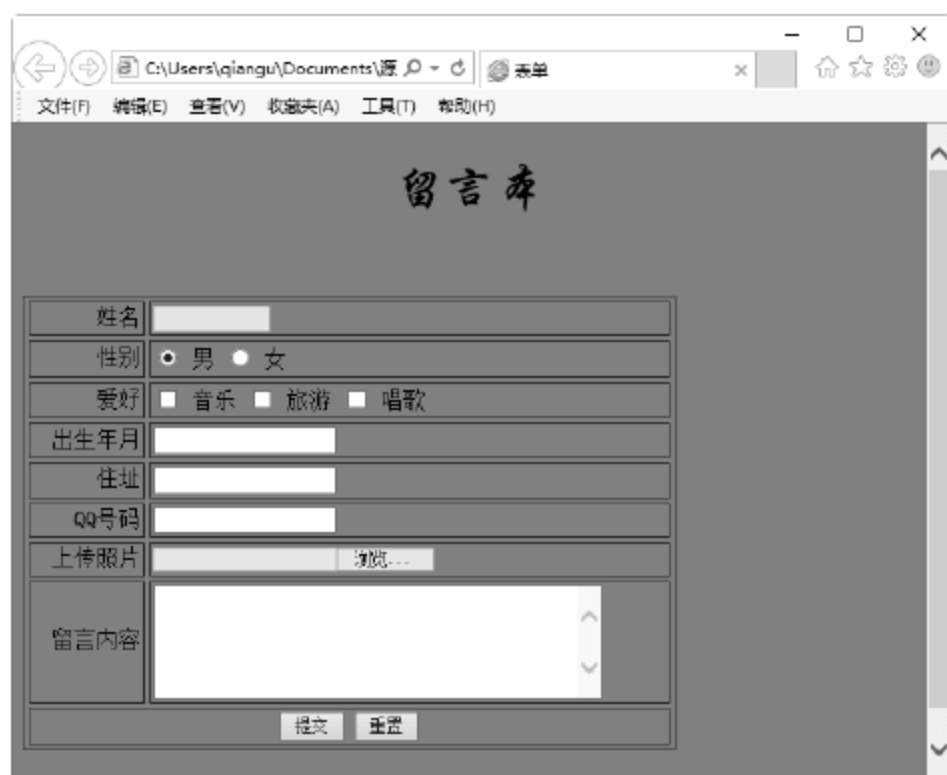 C:\Users\qiangu\Documents\源
表单
文件(F) 编辑(E) 查看(V) 收藏夹(A) 工具(T) 帮助(H)
留言本
姓名
性别 男 女
爱好 音乐 旅游 唱歌
出生年月
住址
QQ号码
上传照片 浏览...
留言内容
提交 重置